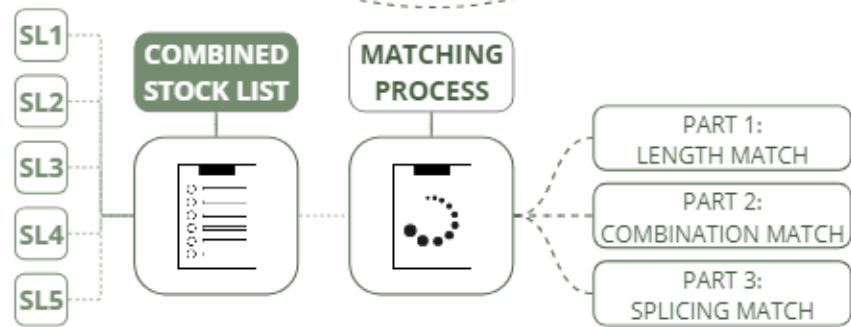 SL1
SL2
SL3
SL4
SL5
COMBINED
STOCK LIST
MATCHING
PROCESS
PART 1:
LENGTH MATCH
PART 2:
COMBINATION MATCH
PART 3:
SPLICING MATCH